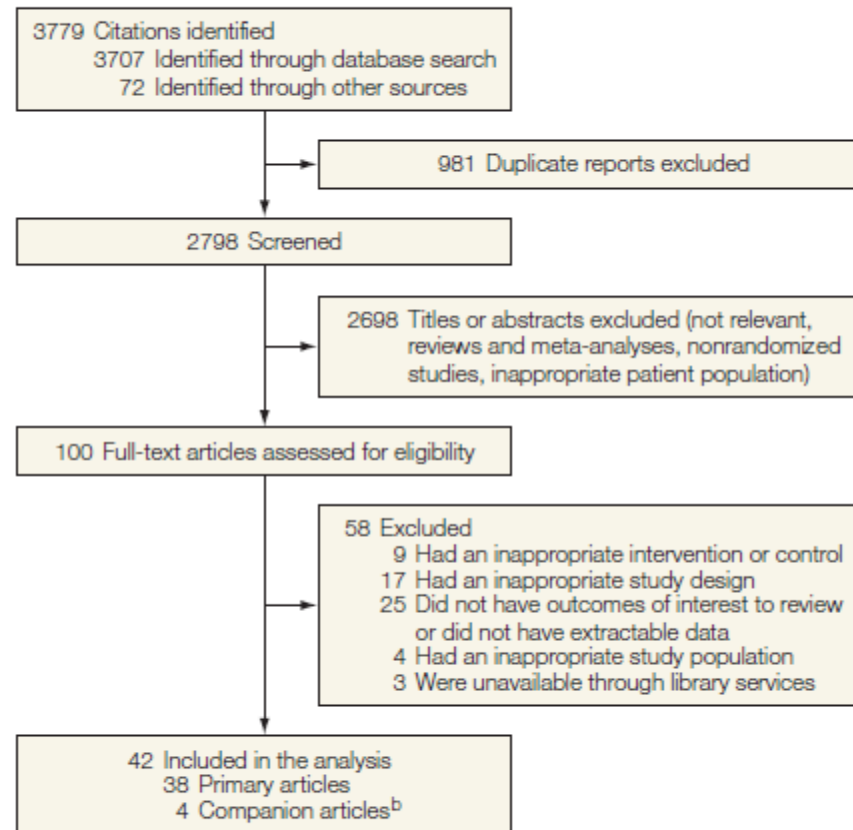 3779 Citations identified
3707 Identified through database search
72 Identified through other sources
981 Duplicate reports excluded
2798 Screened
2698 Titles or abstracts excluded (not relevant,
reviews and meta-analyses, nonrandomized
studies, inappropriate patient population)
100 Full-text articles assessed for eligibility
58 Excluded
9 Had an inappropriate intervention or control
17 Had an inappropriate study design
25 Did not have outcomes of interest to review
or did not have extractable data
4 Had an inappropriate study population
3 Were unavailable through library services
42 Included in the analysis
38 Primary articles
4 Companion articlesᵇ